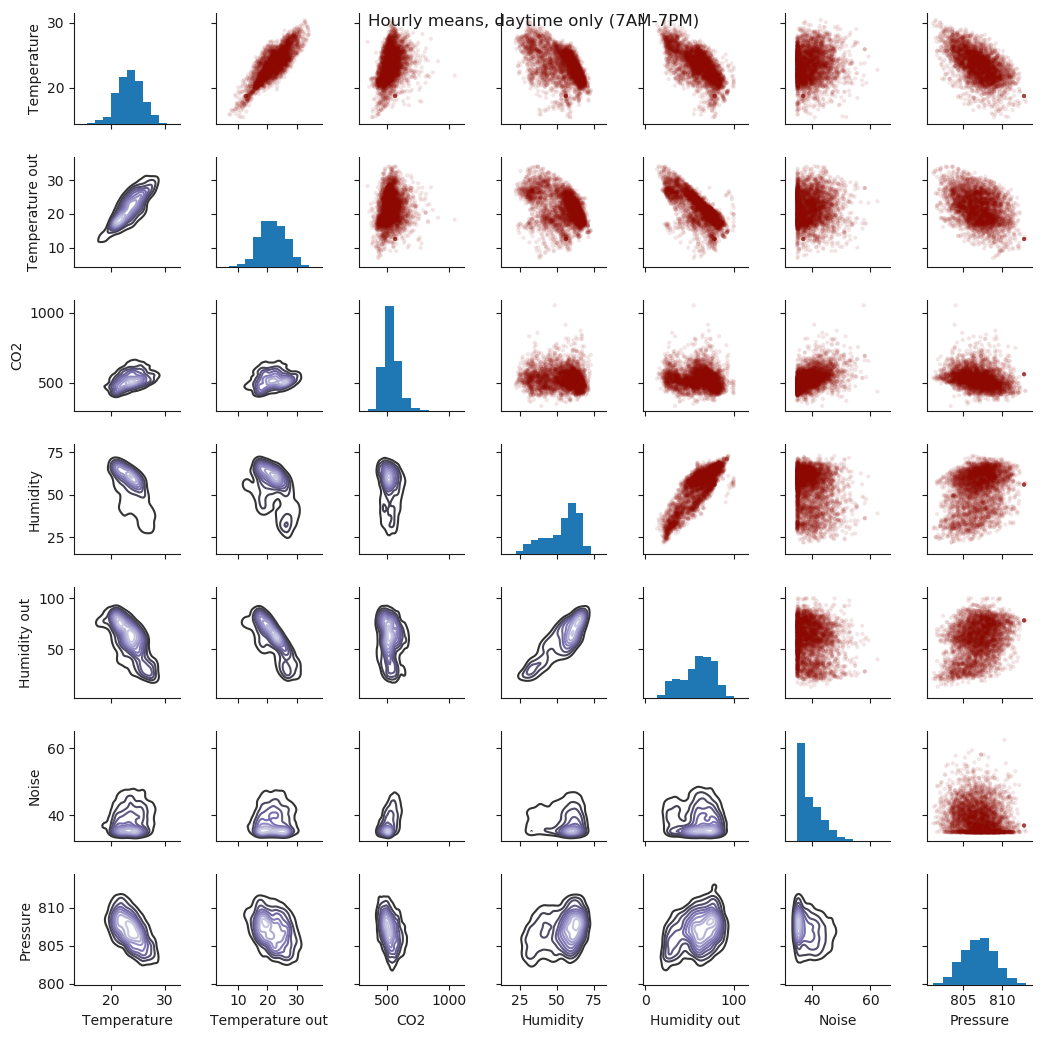 Hourly means, daytime only (7AM-7PM)
Temperature
30
20
Temperature out
30
20
10
CO2
1000
500
Humidity
75
50
25
Humidity out
100
50
Noise
60
40
Pressure
810
805
800
20 30 10 20 30 500 1000 25 50 75 0 100 40 60 805 810
Temperature Temperature out CO2 Humidity Humidity out Noise Pressure